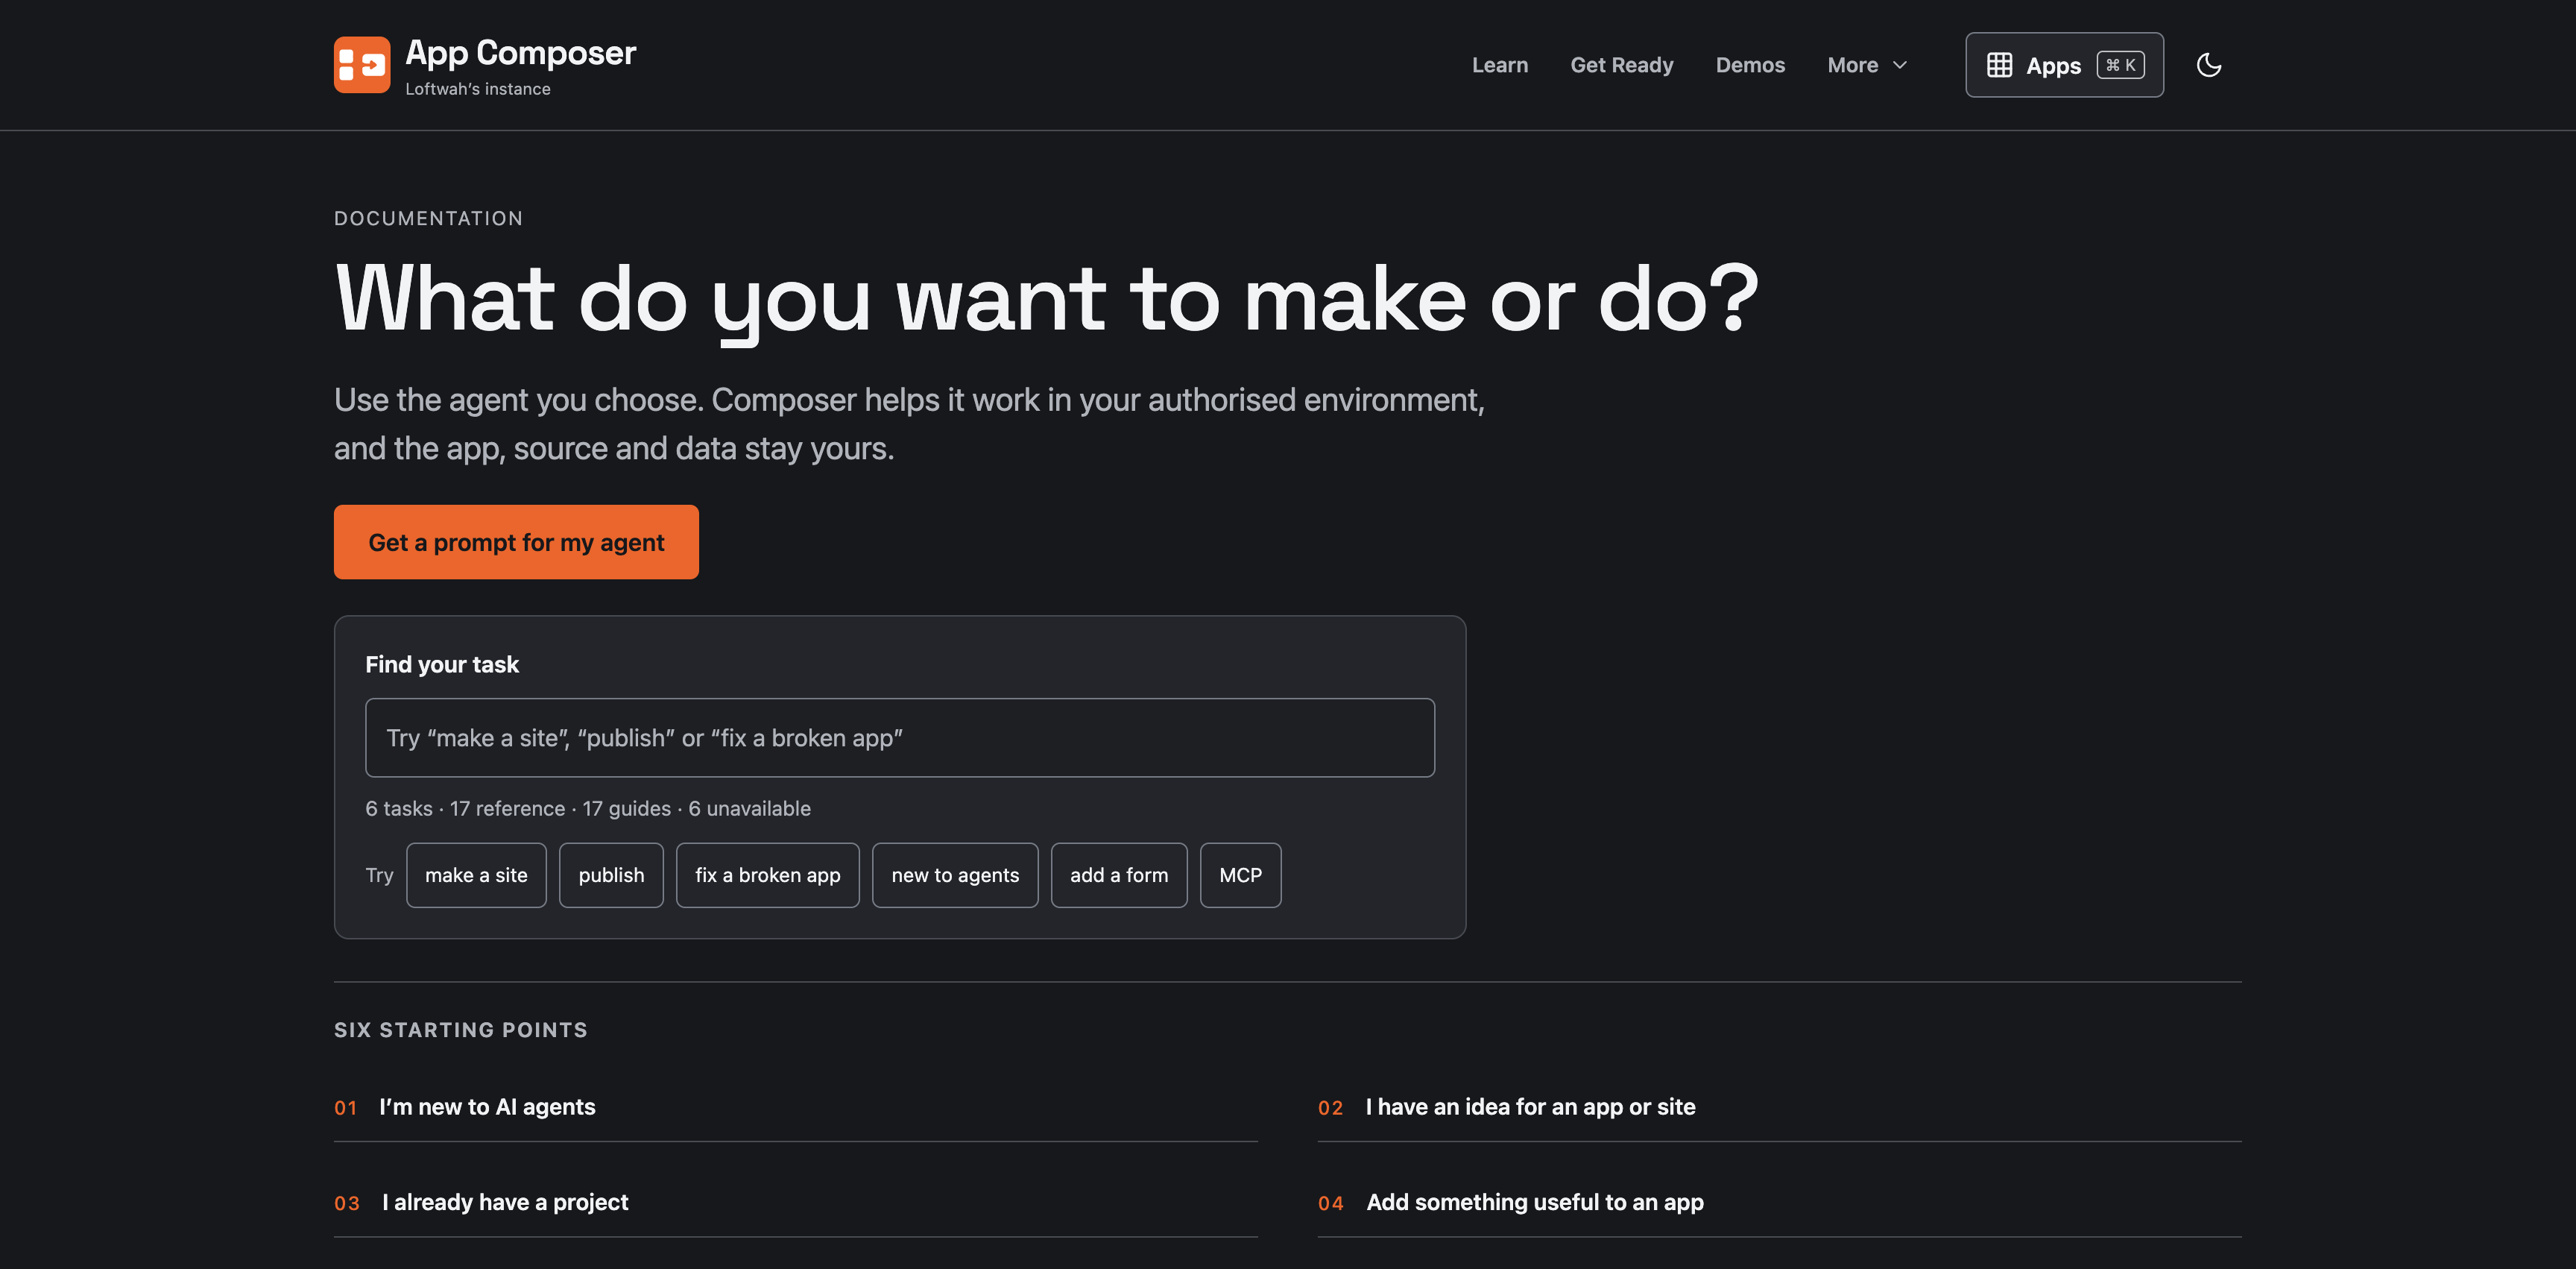 App Composer
Loftwah’s instance
Learn
Get Ready
Demos
More
Apps
⌘ K
DOCUMENTATION
What do you want to make or do?
Use the agent you choose. Composer helps it work in your authorised environment,
and the app, source and data stay yours.
Get a prompt for my agent
Find your task
Try “make a site”, “publish” or “fix a broken app”
6 tasks · 17 reference · 17 guides · 6 unavailable
Try
make a site
publish
fix a broken app
new to agents
add a form
MCP
SIX STARTING POINTS
01 I’m new to AI agents
02 I have an idea for an app or site
03 I already have a project
04 Add something useful to an app